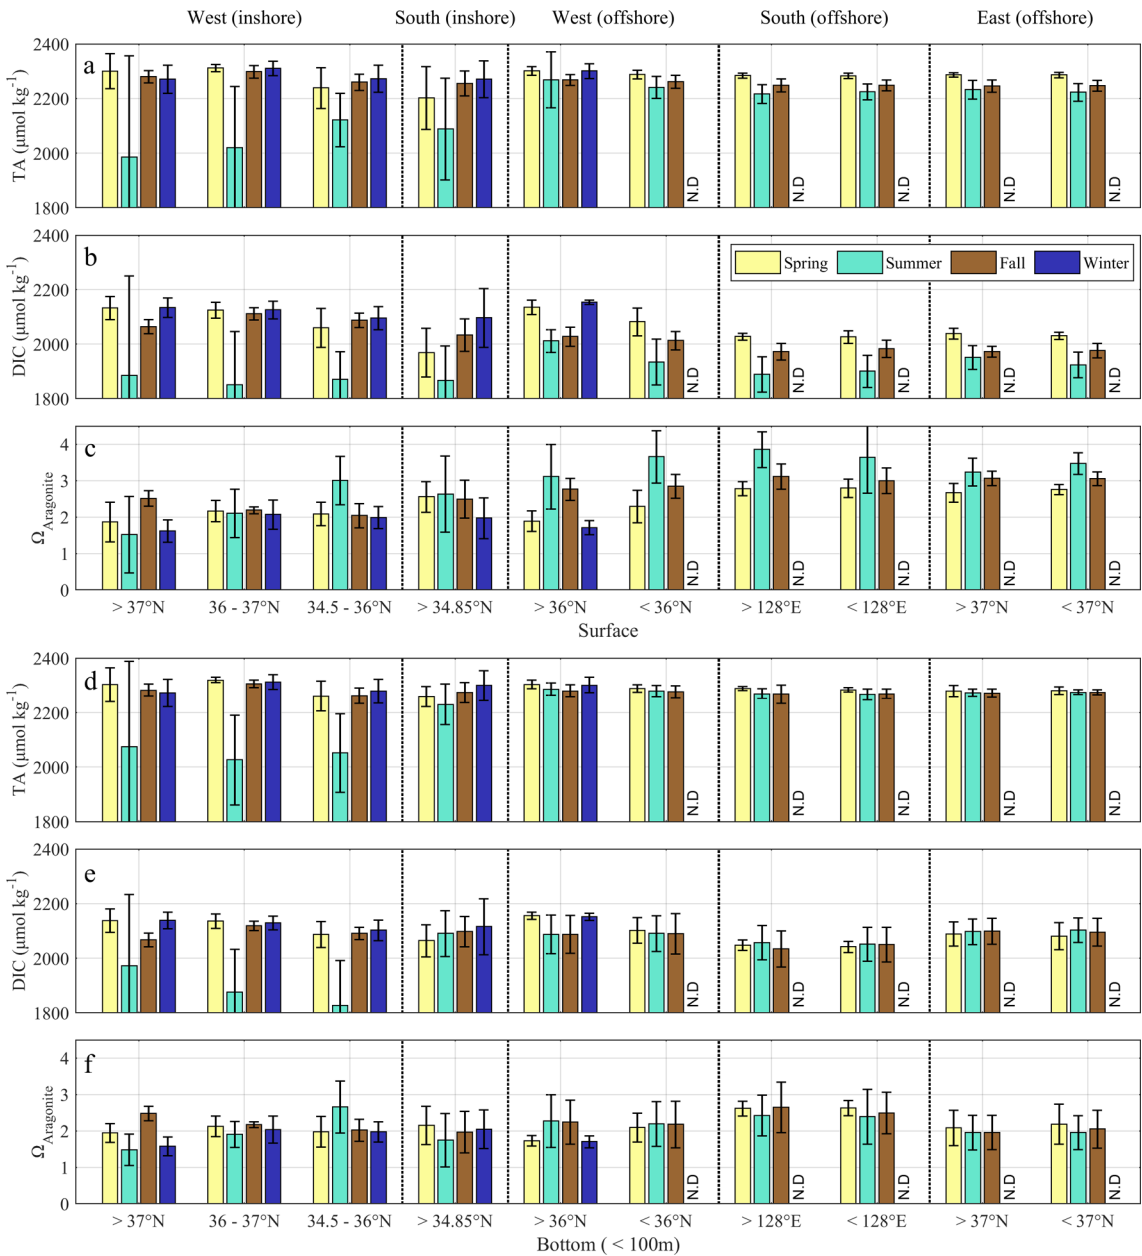 West (inshore) South (inshore) West (offshore) South (offshore) East (offshore)
a
TA (µmol kg-1)
2400
2200
2000
1800
N.D N.D N.D N.D N.D
b
DIC (µmol kg-1)
2400
2200
2000
1800
Spring Summer Fall Winter
N.D N.D N.D N.D N.D
c
ΩAragonite
4
3
2
1
0
N.D N.D N.D N.D N.D
> 37°N 36 - 37°N 34.5 - 36°N > 34.85°N > 36°N < 36°N > 128°E < 128°E > 37°N < 37°N
Surface
d
TA (µmol kg-1)
2400
2200
2000
1800
N.D N.D N.D N.D N.D
e
DIC (µmol kg-1)
2400
2200
2000
1800
N.D N.D N.D N.D N.D
f
ΩAragonite
4
3
2
1
0
N.D N.D N.D N.D N.D
> 37°N 36 - 37°N 34.5 - 36°N > 34.85°N > 36°N < 36°N > 128°E < 128°E > 37°N < 37°N
Bottom ( < 100m)